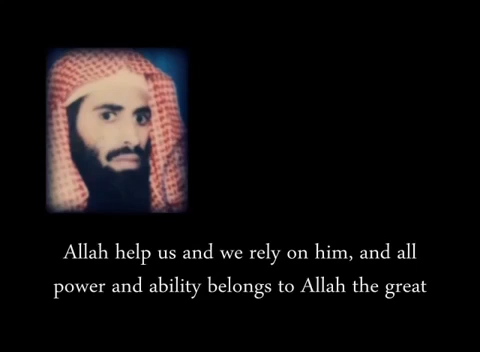 Allah help us and we rely on him, and all
power and ability belongs to Allah the great